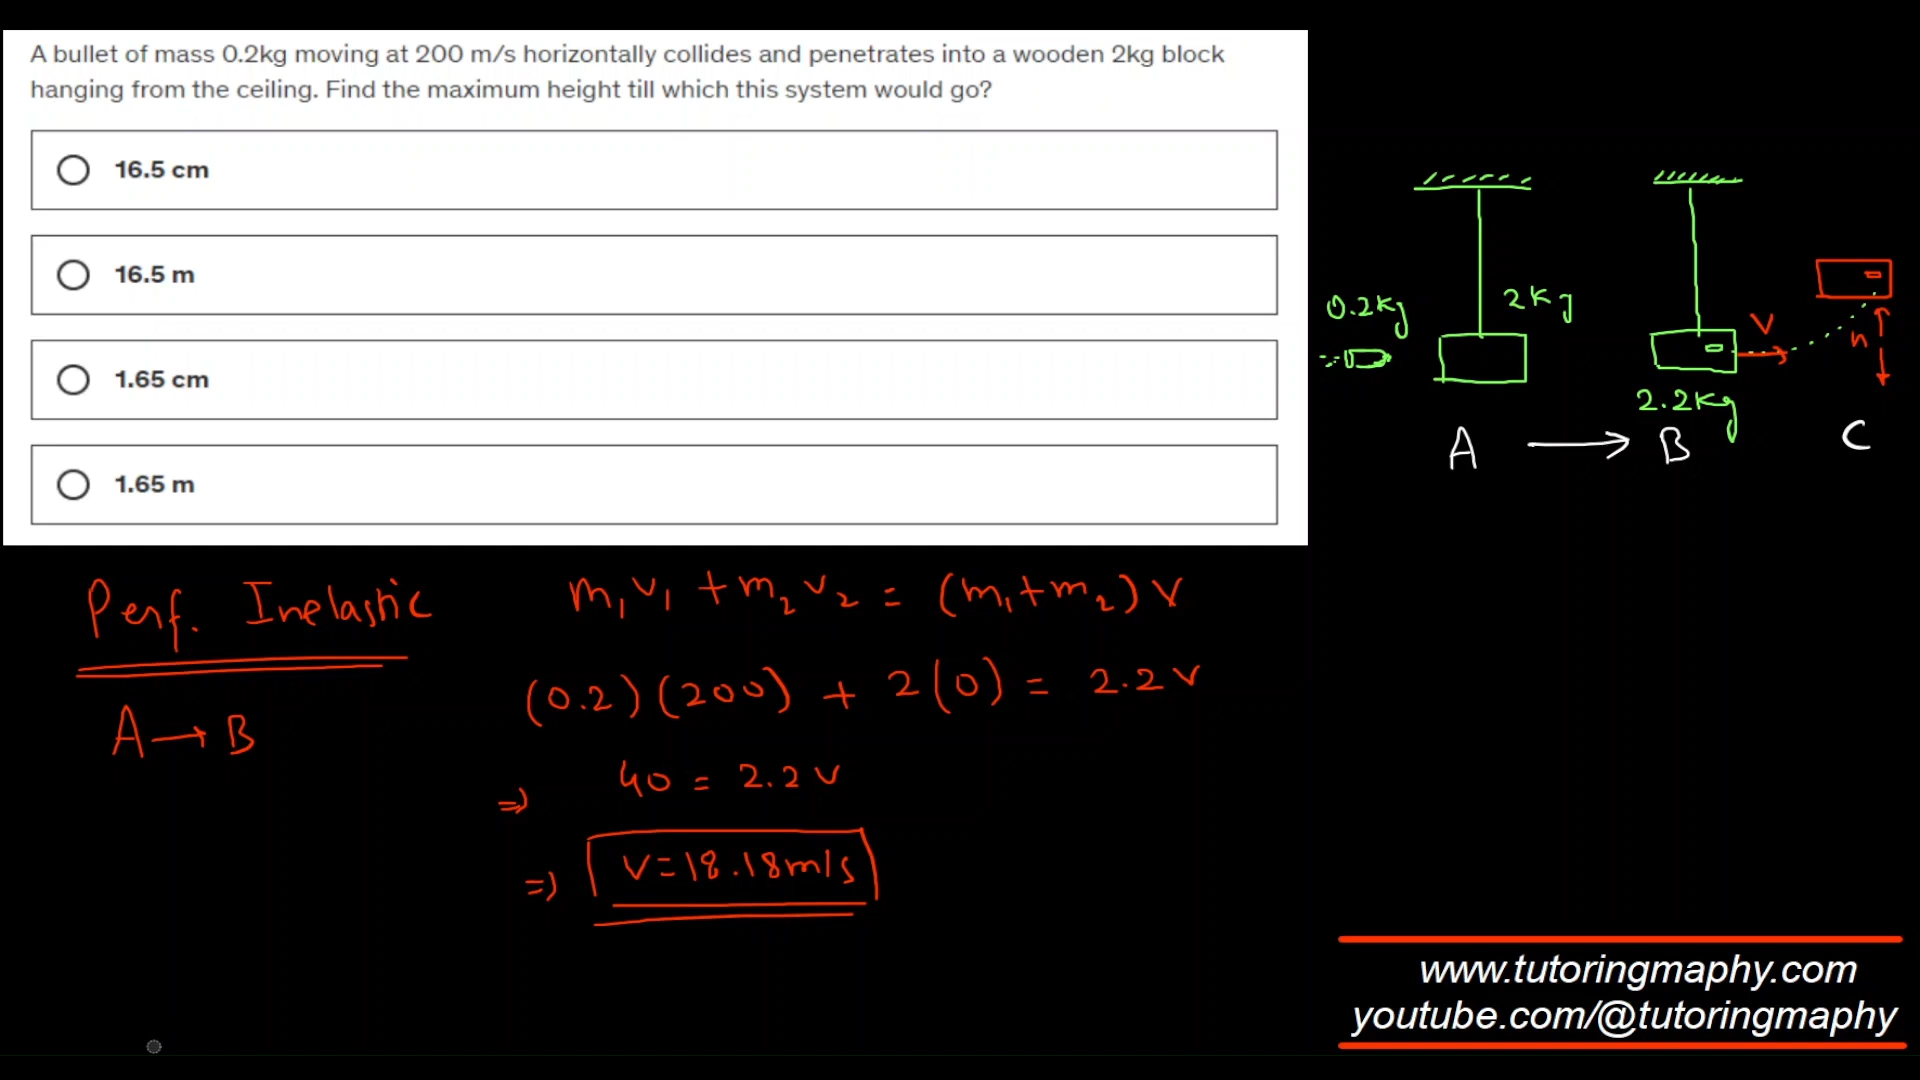 A bullet of mass 0.2kg moving at 200 m/s horizontally collides and penetrates into a wooden 2kg block
hanging from the ceiling. Find the maximum height till which this system would go?
16.5 cm
16.5 m
1.65 cm
1.65 m
0.2kg
2kg
V
h
2.2kg
A → B
C
Perf. Inelastic
A → B
m₁v₁ + m₂v₂ = (m₁+m₂)v
(0.2)(200) + 2(0) = 2.2v
⇒ 40 = 2.2v
⇒ v=18.18m/s
www.tutoringmaphy.com
youtube.com/@tutoringmaphy